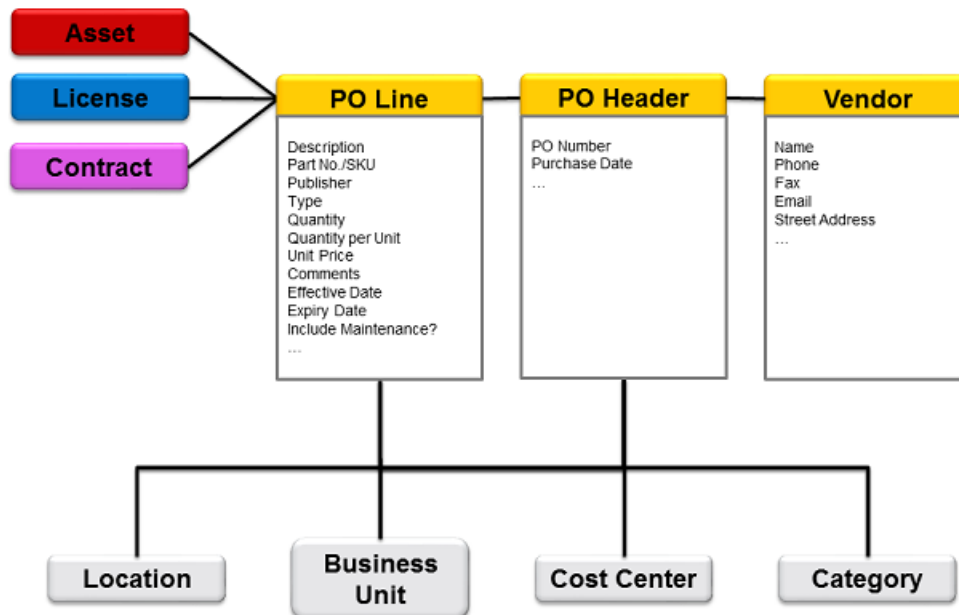 Asset
License
Contract
PO Line
Description
Part No./SKU
Publisher
Type
Quantity
Quantity per Unit
Unit Price
Comments
Effective Date
Expiry Date
Include Maintenance?
...
PO Header
PO Number
Purchase Date
...
Vendor
Name
Phone
Fax
Email
Street Address
...
Location
Business
Unit
Cost Center
Category